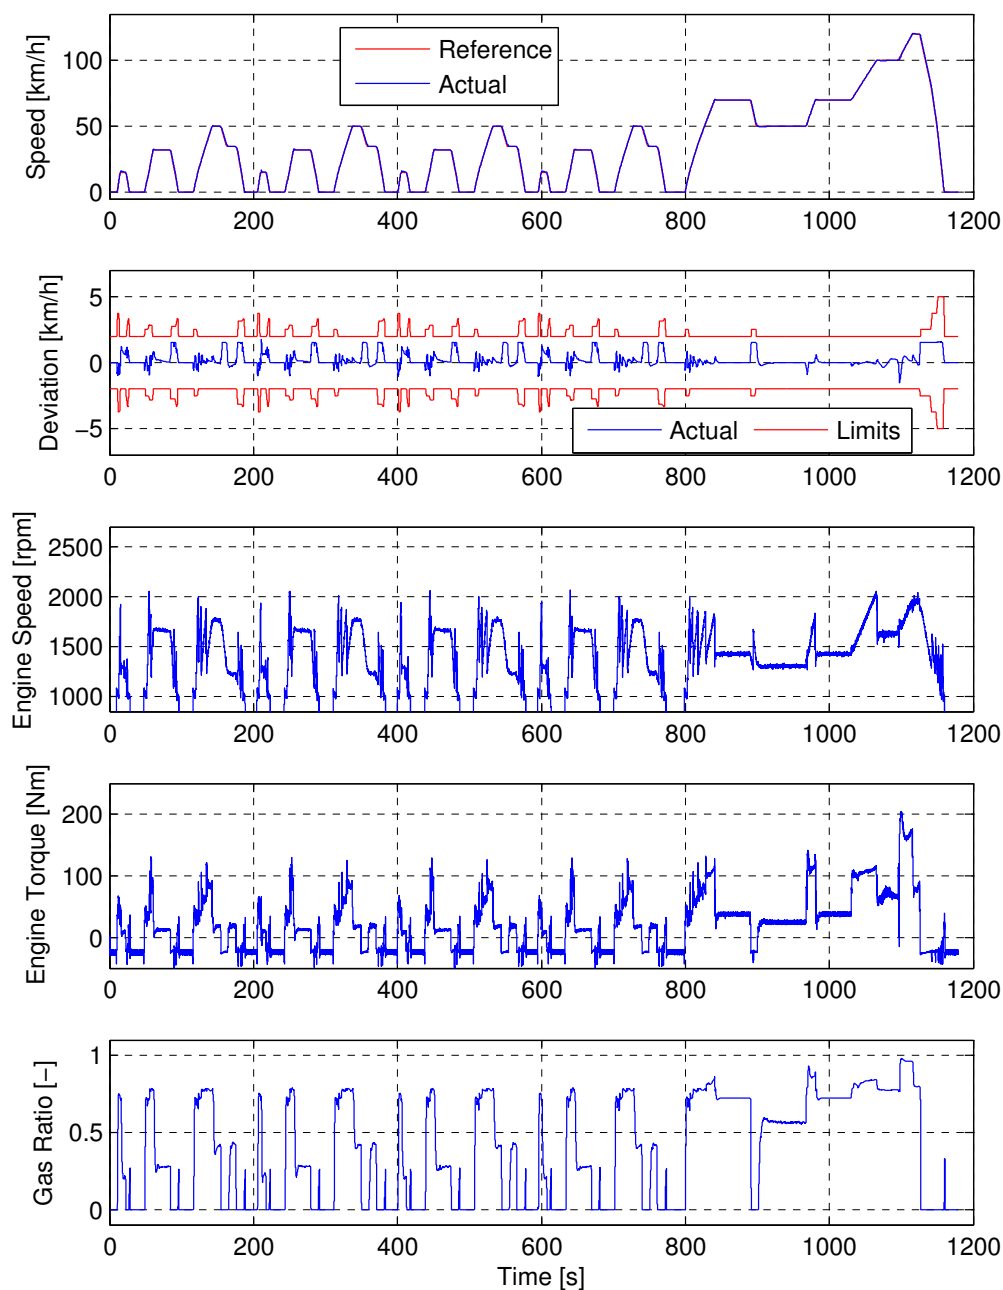 Speed [km/h]
100
50
0
Reference
Actual
0 200 400 600 800 1000 1200
Deviation [km/h]
5
0
−5
Actual Limits
0 200 400 600 800 1000 1200
Engine Speed [rpm]
2500
2000
1500
1000
0 200 400 600 800 1000 1200
Engine Torque [Nm]
200
100
0
0 200 400 600 800 1000 1200
Gas Ratio [−]
1
0.5
0
0 200 400 600 800 1000 1200
Time [s]